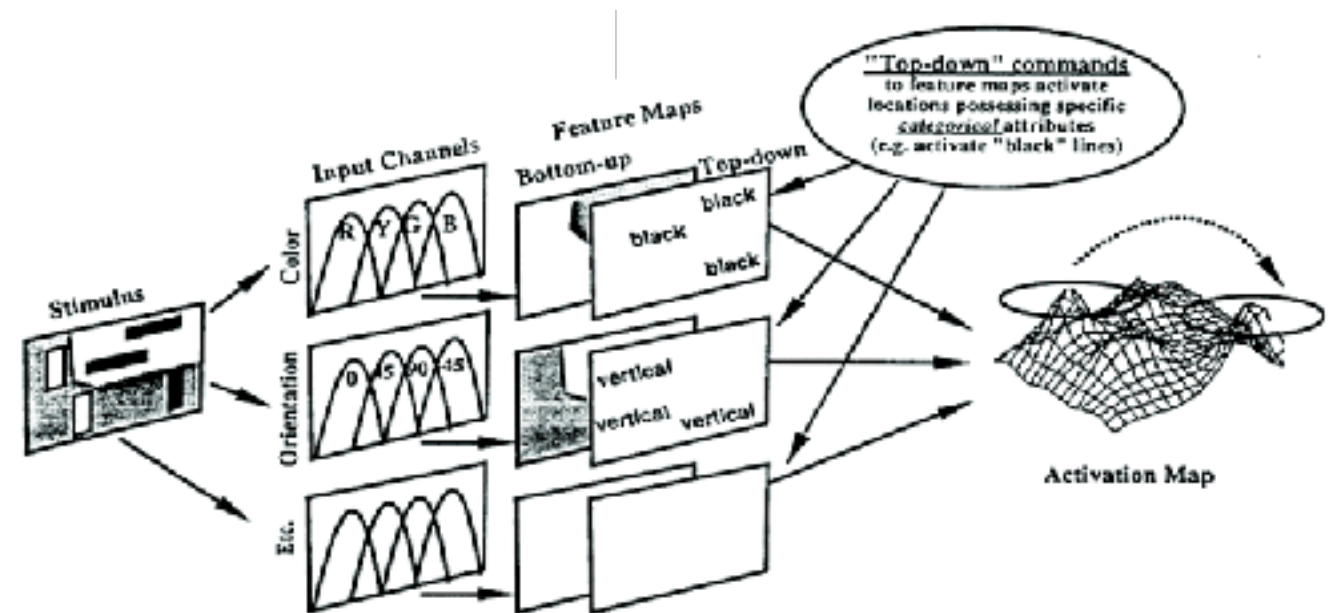 "Top-down" commands
to feature maps activate
locations possessing specific
categorical attributes
(e.g. activate "black" lines)
Feature Maps
Input Channels
Bottom-up
Top-down
Stimulus
Color
R Y G B
black
black
black
Orientation
0 45 90 -45
vertical
vertical vertical
Etc.
Activation Map